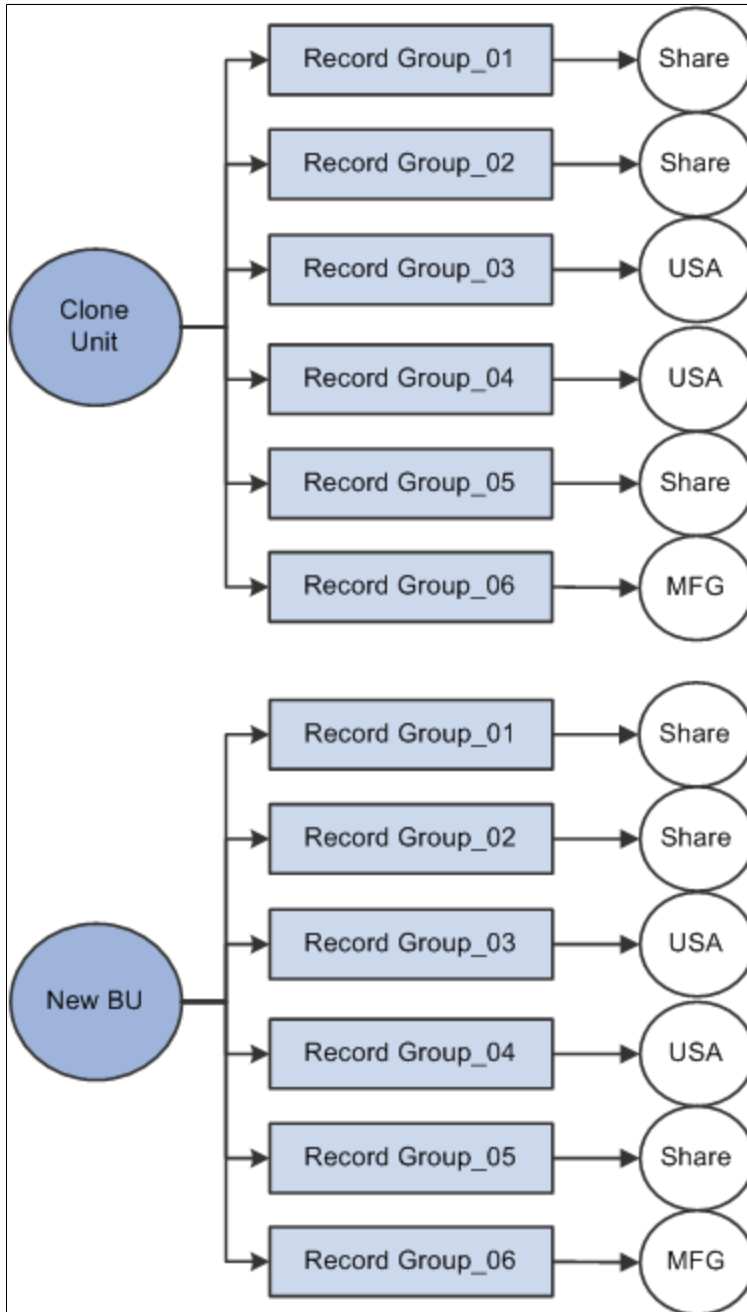 Record Group_01
Share
Record Group_02
Share
Record Group_03
USA
Clone
Unit
Record Group_04
USA
Record Group_05
Share
Record Group_06
MFG
Record Group_01
Share
Record Group_02
Share
Record Group_03
USA
New BU
Record Group_04
USA
Record Group_05
Share
Record Group_06
MFG